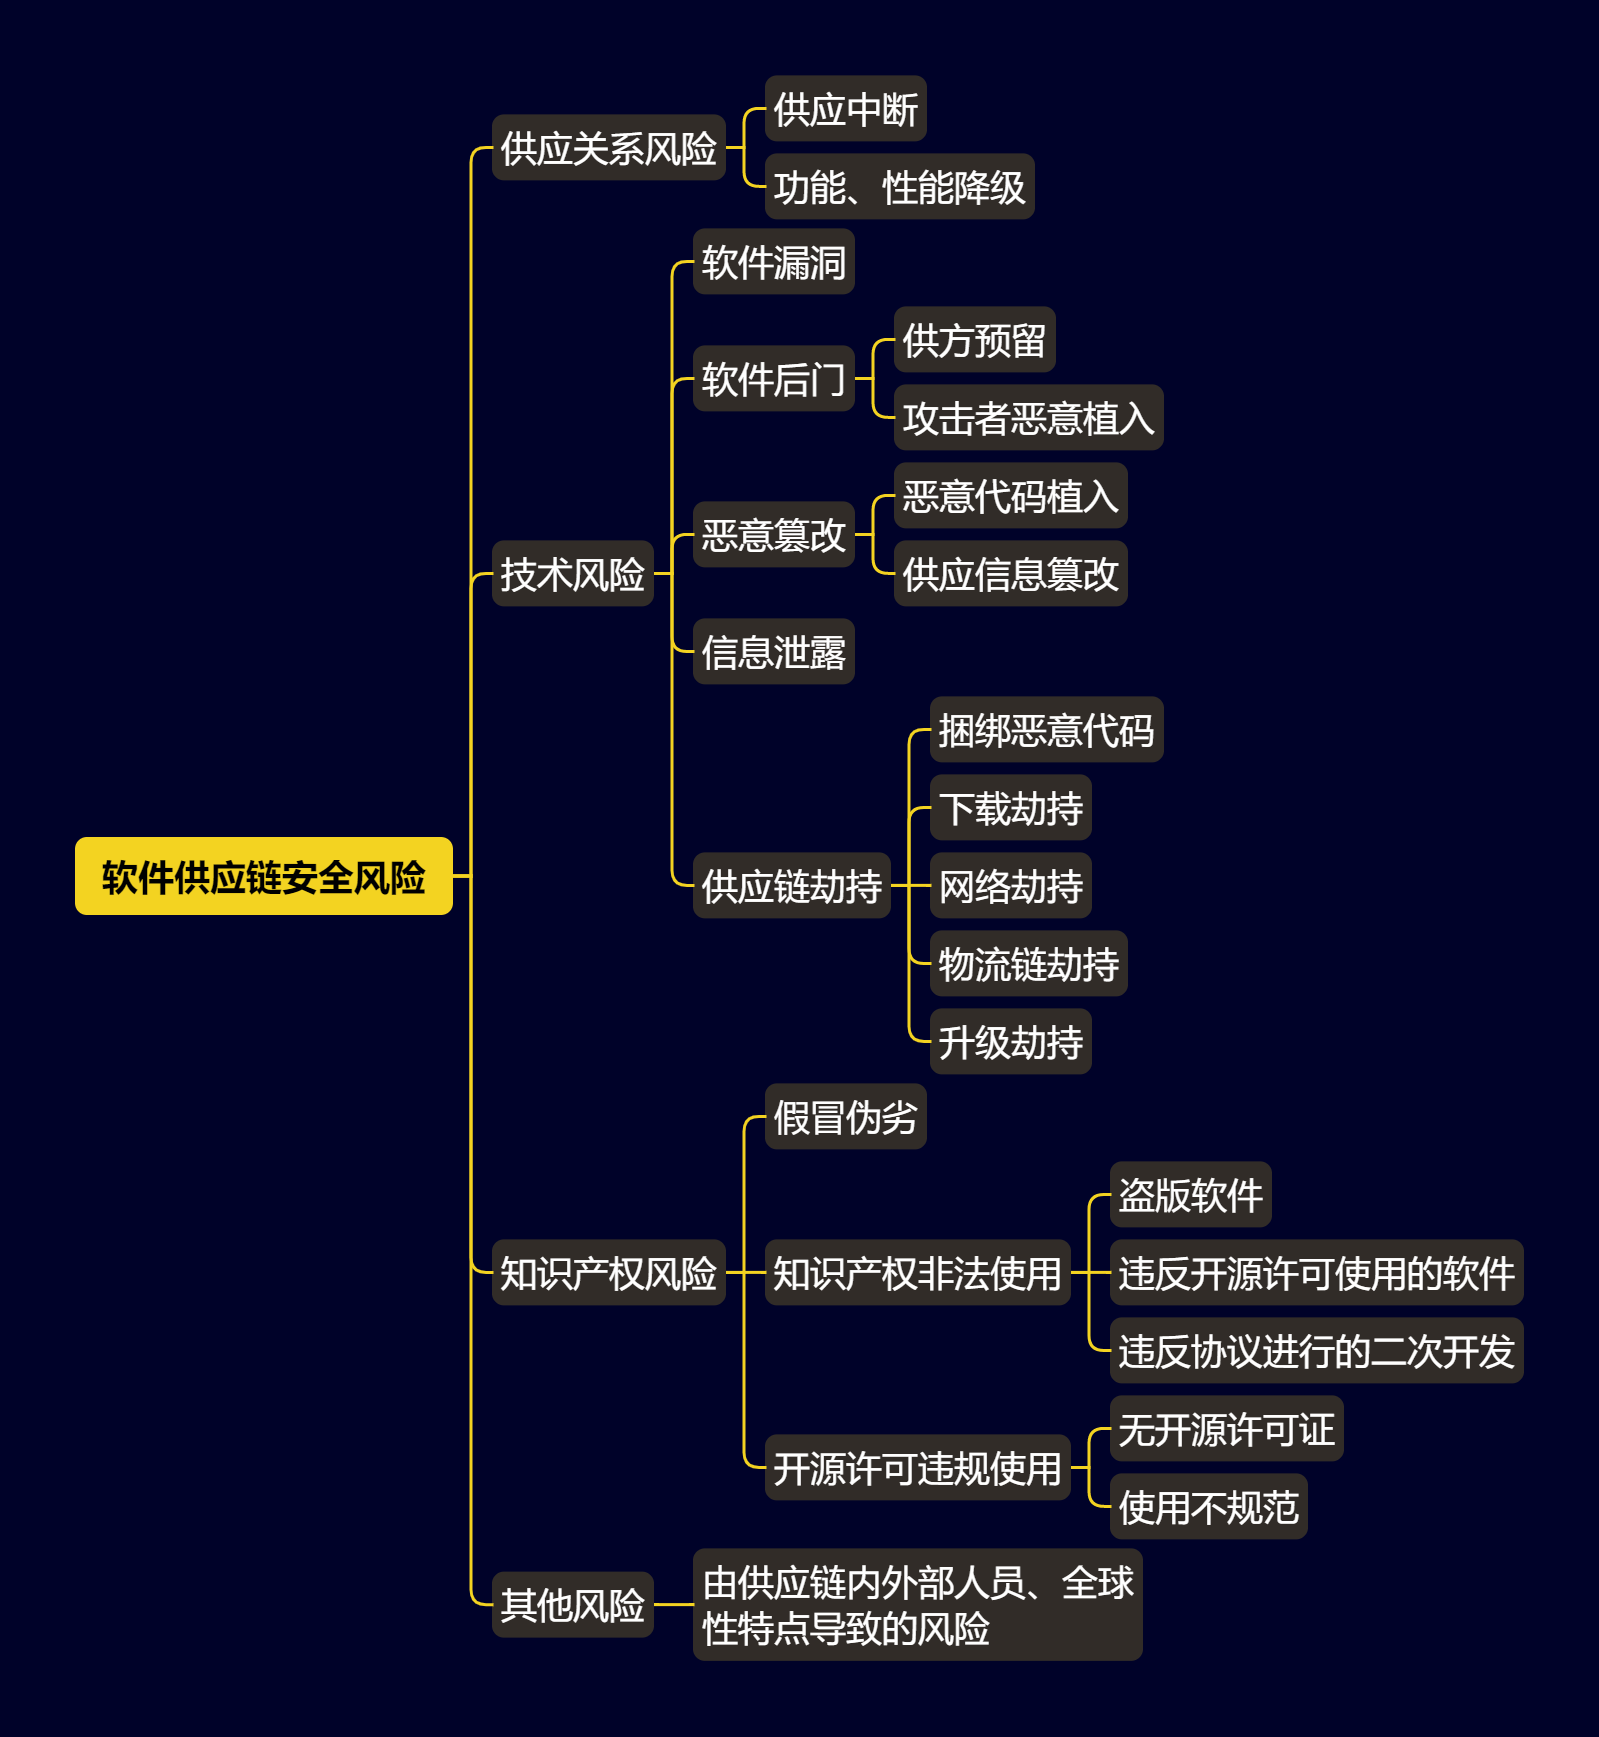 软件供应链安全风险
供应关系风险
供应中断
功能、性能降级
技术风险
软件漏洞
软件后门
供方预留
攻击者恶意植入
恶意篡改
恶意代码植入
供应信息篡改
信息泄露
供应链劫持
捆绑恶意代码
下载劫持
网络劫持
物流链劫持
升级劫持
知识产权风险
假冒伪劣
知识产权非法使用
盗版软件
违反开源许可使用的软件
违反协议进行的二次开发
开源许可违规使用
无开源许可证
使用不规范
其他风险
由供应链内外部人员、全球
性特点导致的风险